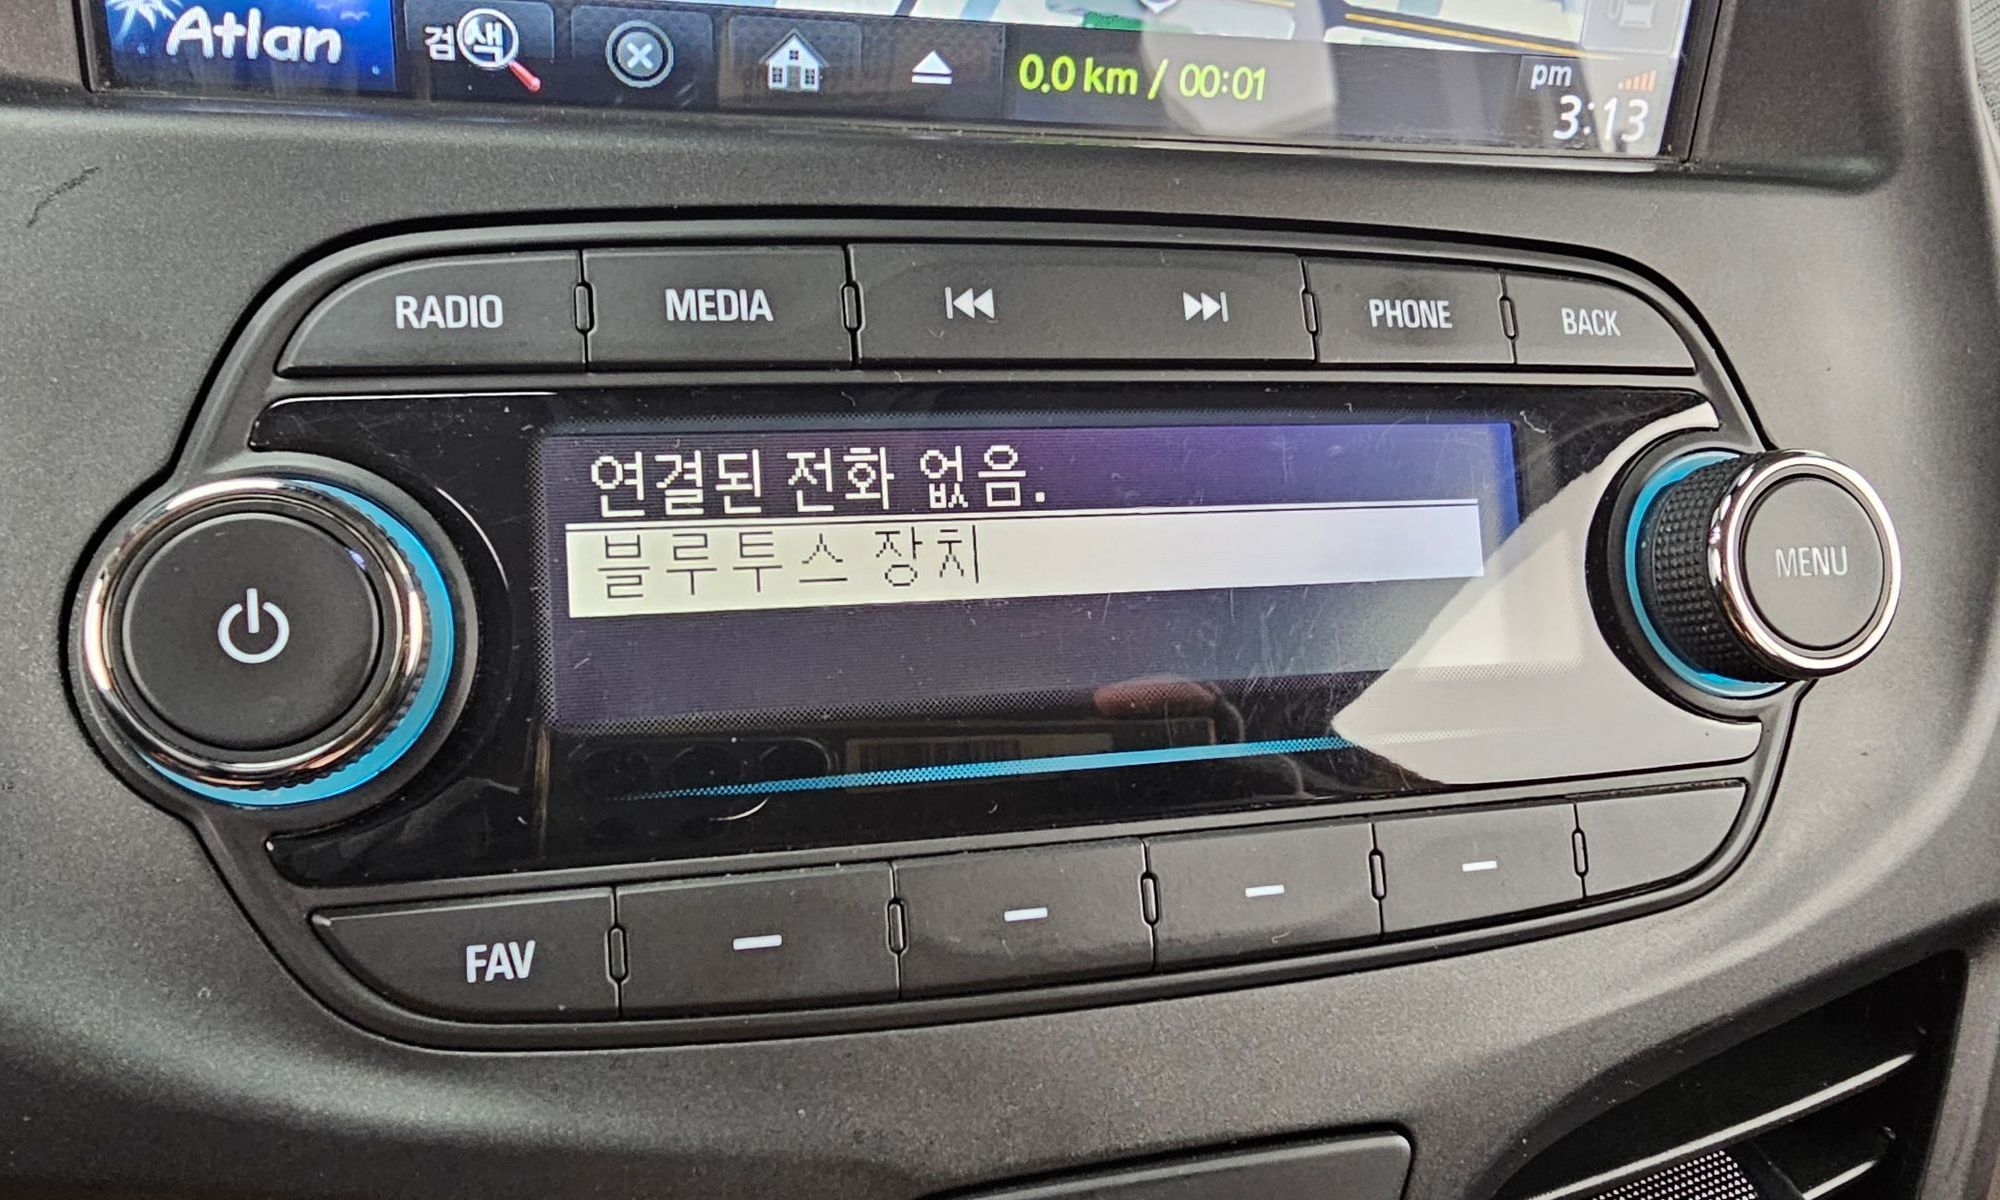 Atlan
검색
0.0 km / 00:01
pm
3:13
RADIO
MEDIA
PHONE
BACK
연결된 전화 없음.
블루투스 장치
MENU
FAV